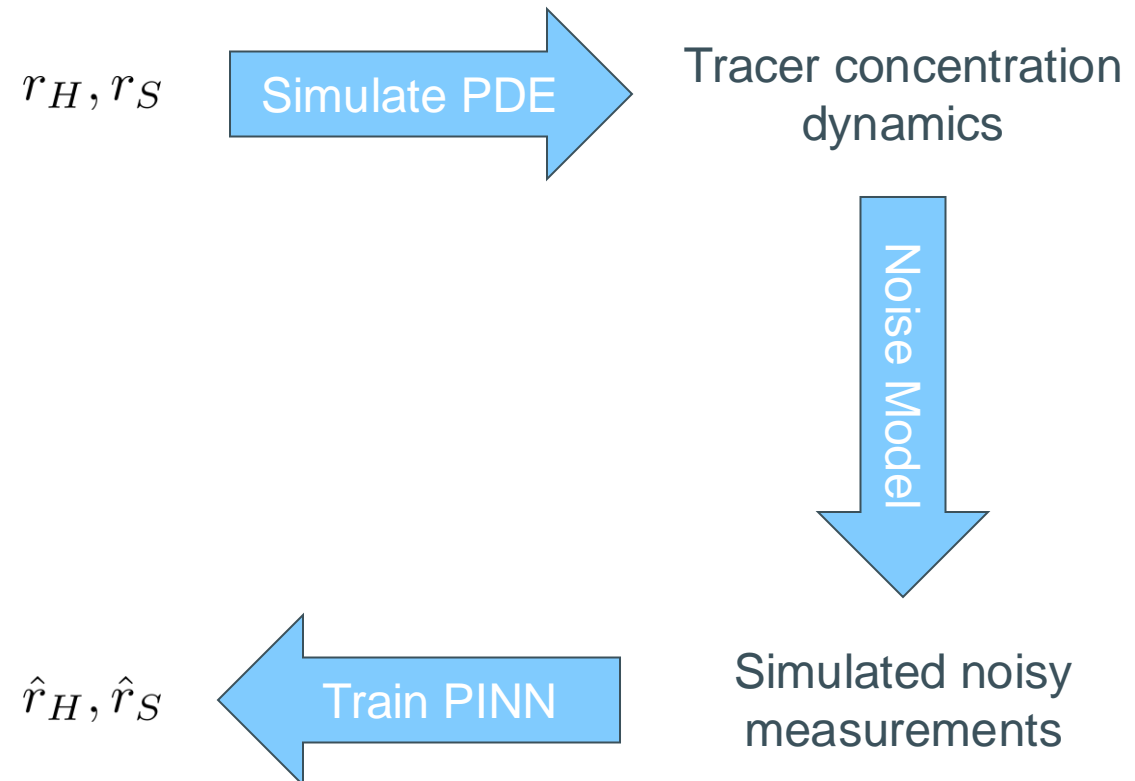 r_H, r_S
Simulate PDE
Tracer concentration
dynamics
Noise Model
Simulated noisy
measurements
Train PINN
r̂_H, r̂_S